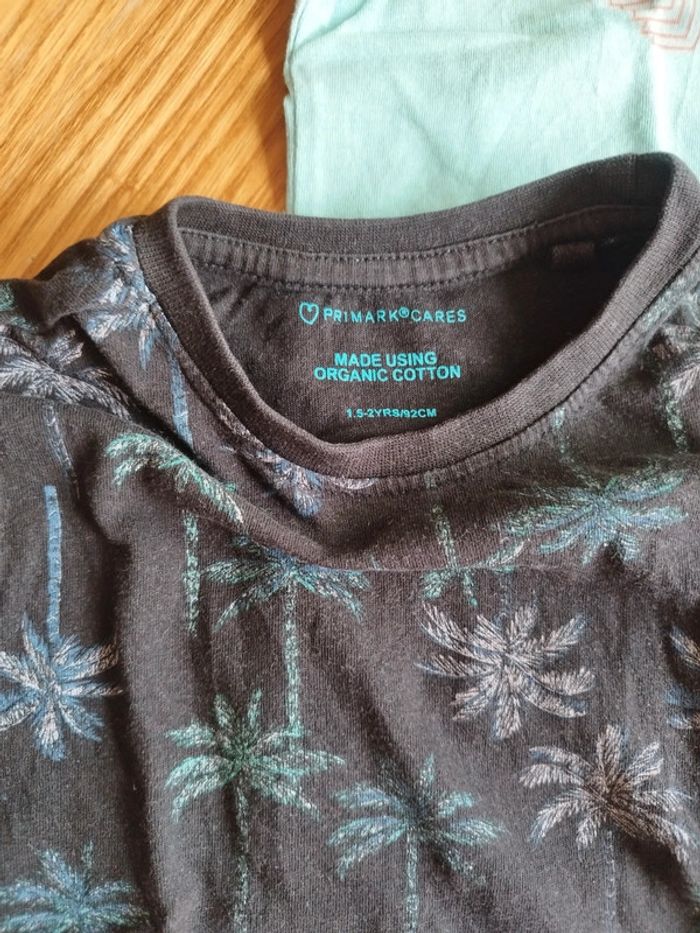 PRIMARK®CARES
MADE USING
ORGANIC COTTON
1.5-2YRS/92CM